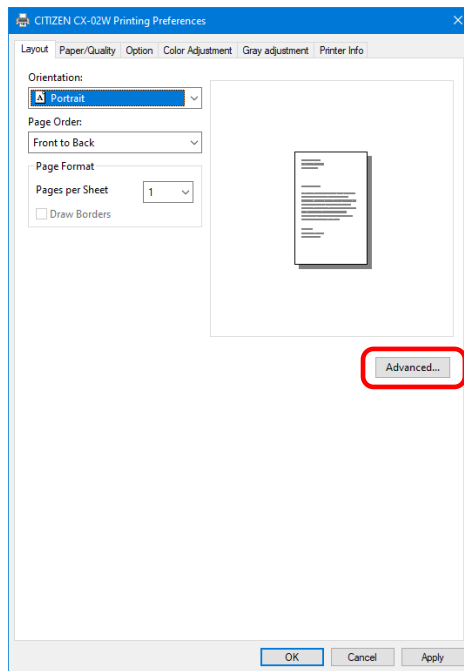 CITIZEN CX-02W Printing Preferences
Layout Paper/Quality Option Color Adjustment Gray adjustment Printer Info
Orientation:
A Portrait
Page Order:
Front to Back
Page Format
Pages per Sheet 1
Draw Borders
Advanced...
OK Cancel Apply